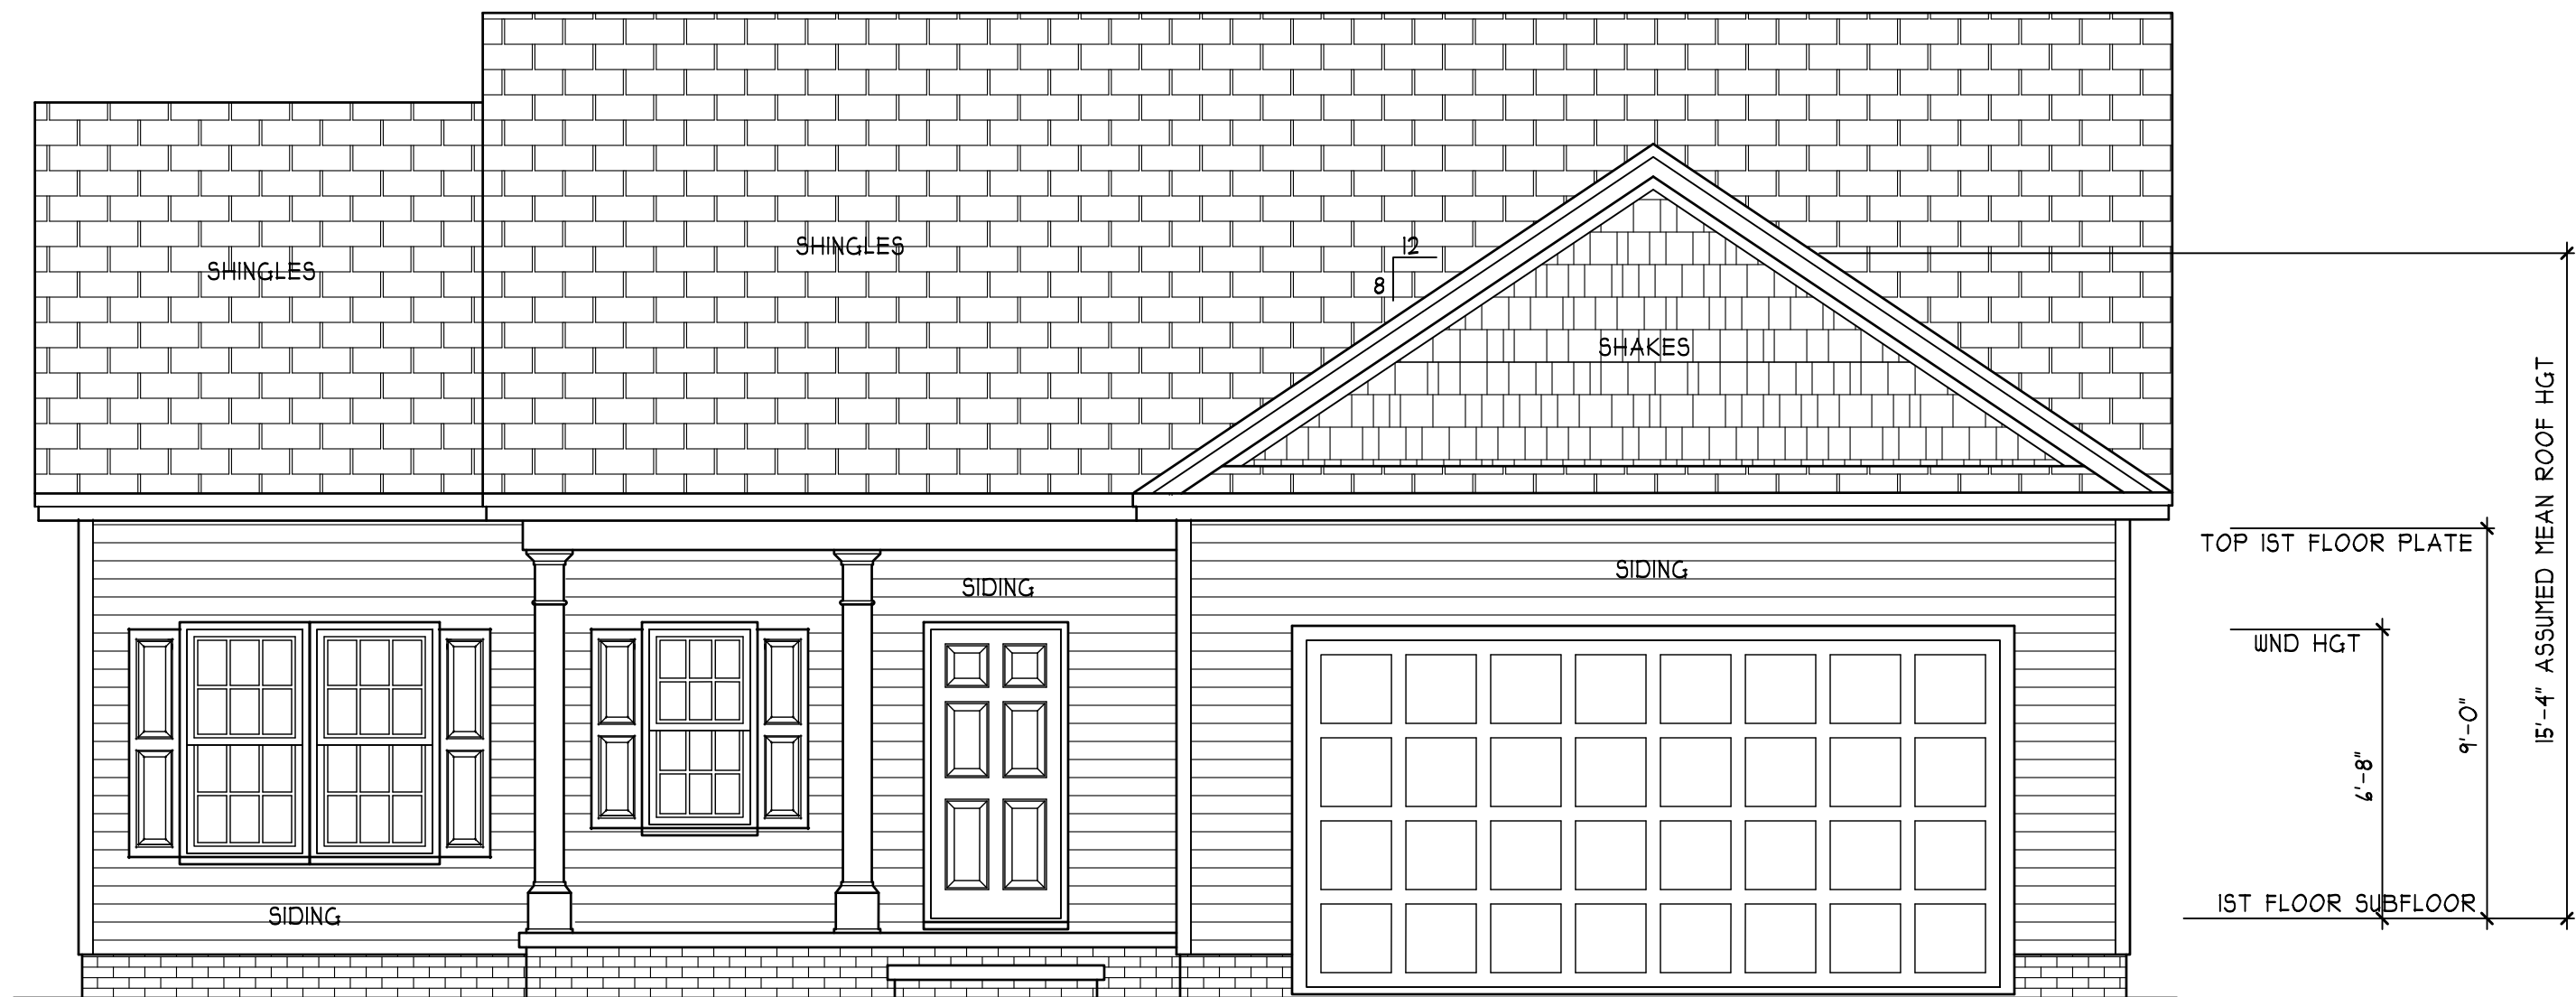 SHINGLES
SHINGLES
12
8
SHAKES
SIDING
SIDING
SIDING
TOP 1ST FLOOR PLATE
WND HGT
1ST FLOOR SUBFLOOR
6'-8"
9'-0"
15'-4" ASSUMED MEAN ROOF HGT